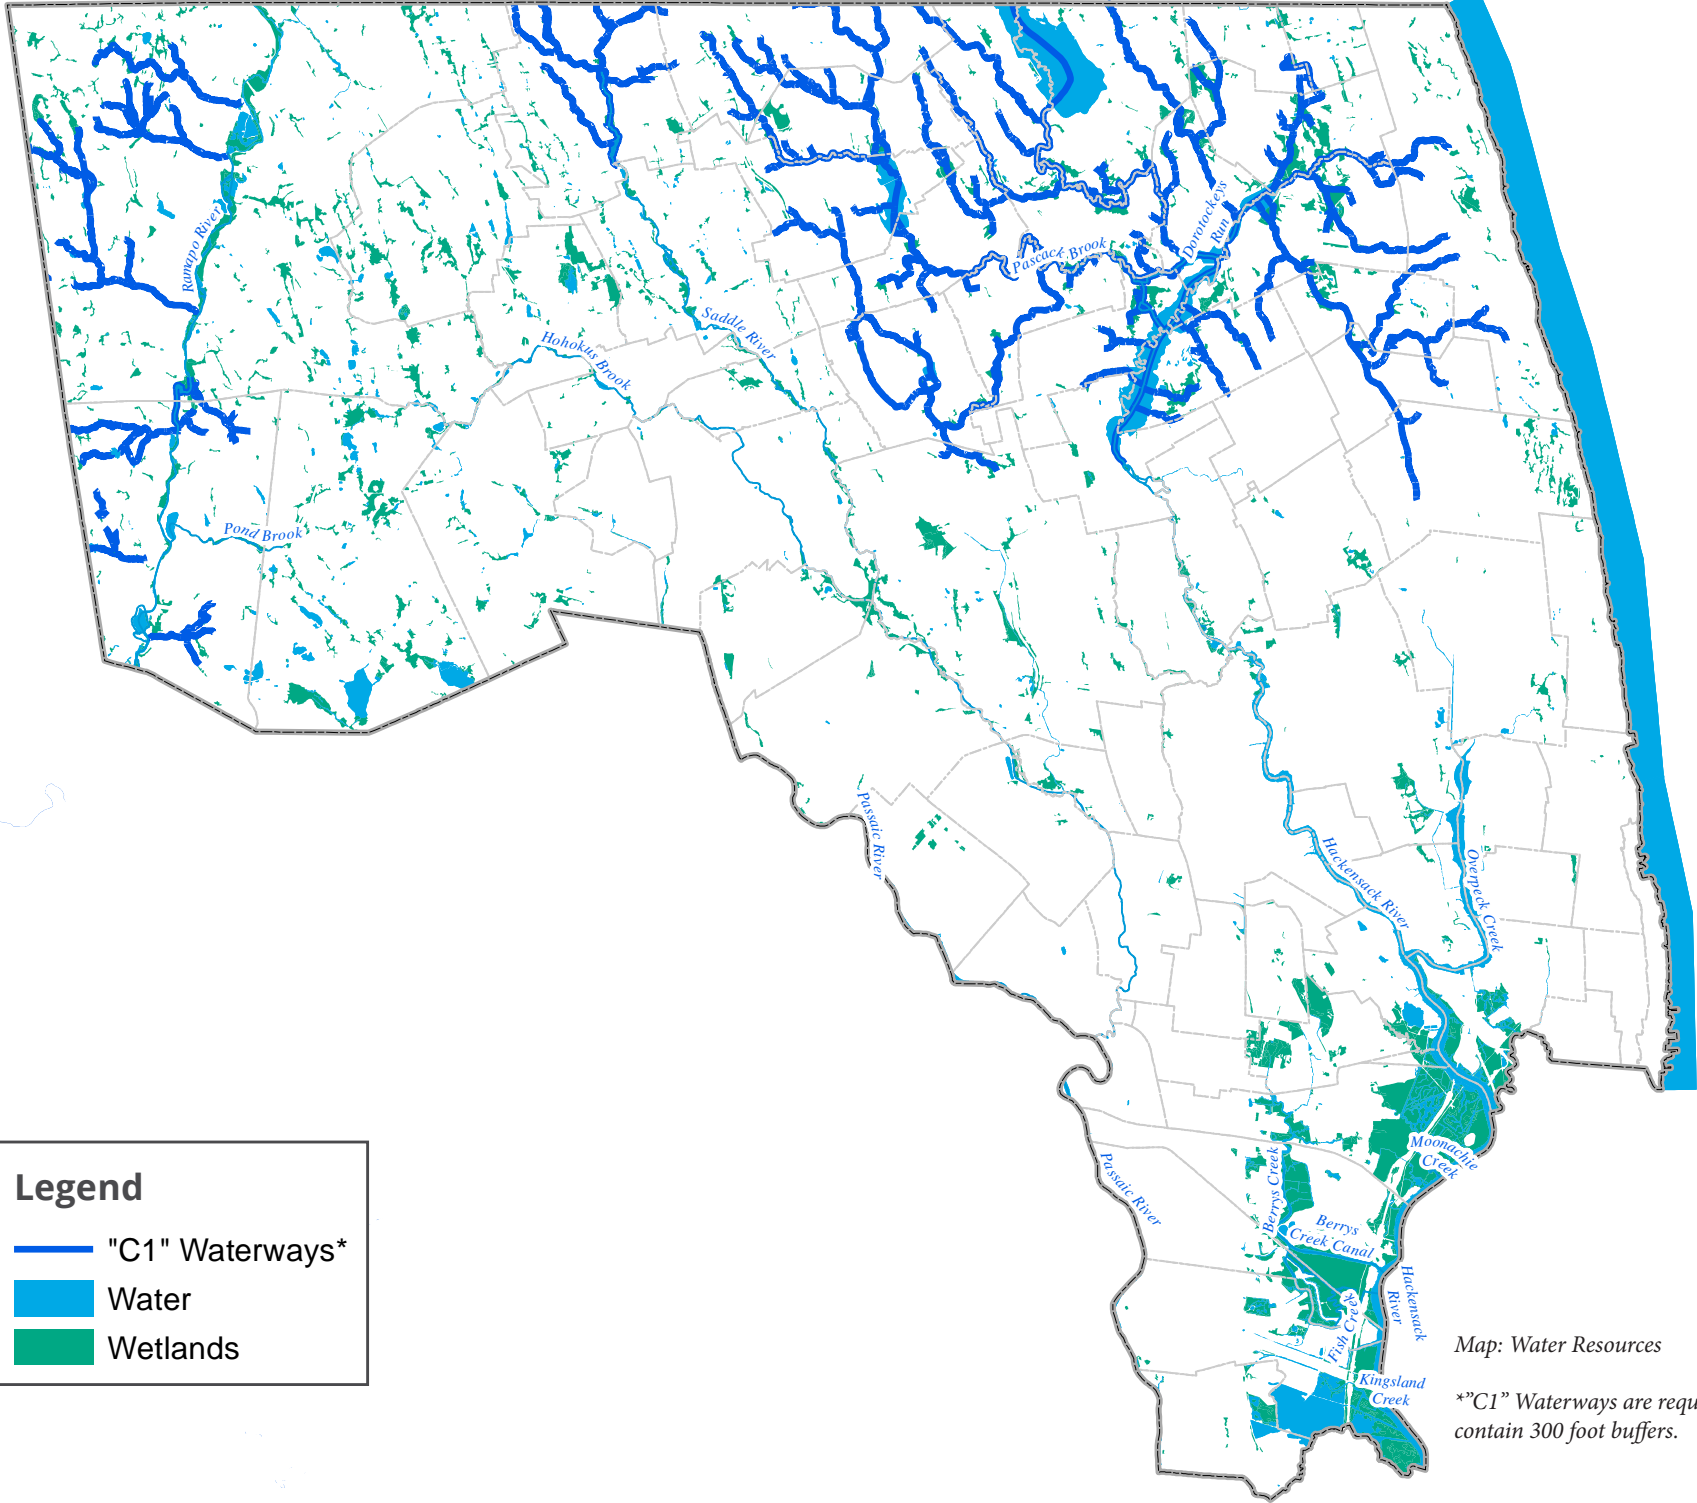 Ramapo River
Dorotockeys
Run
Pascack Brook
Saddle River
Hohokus Brook
Pond Brook
Passaic River
Hackensack River
Overpeck Creek
Moonachie
Creek
Passaic River
Berrys Creek
Berrys
Creek Canal
Hackensack
River
Fish Creek
Kingsland
Creek
Legend
"C1" Waterways*
Water
Wetlands
Map: Water Resources
*”C1” Waterways are requ
contain 300 foot buffers.